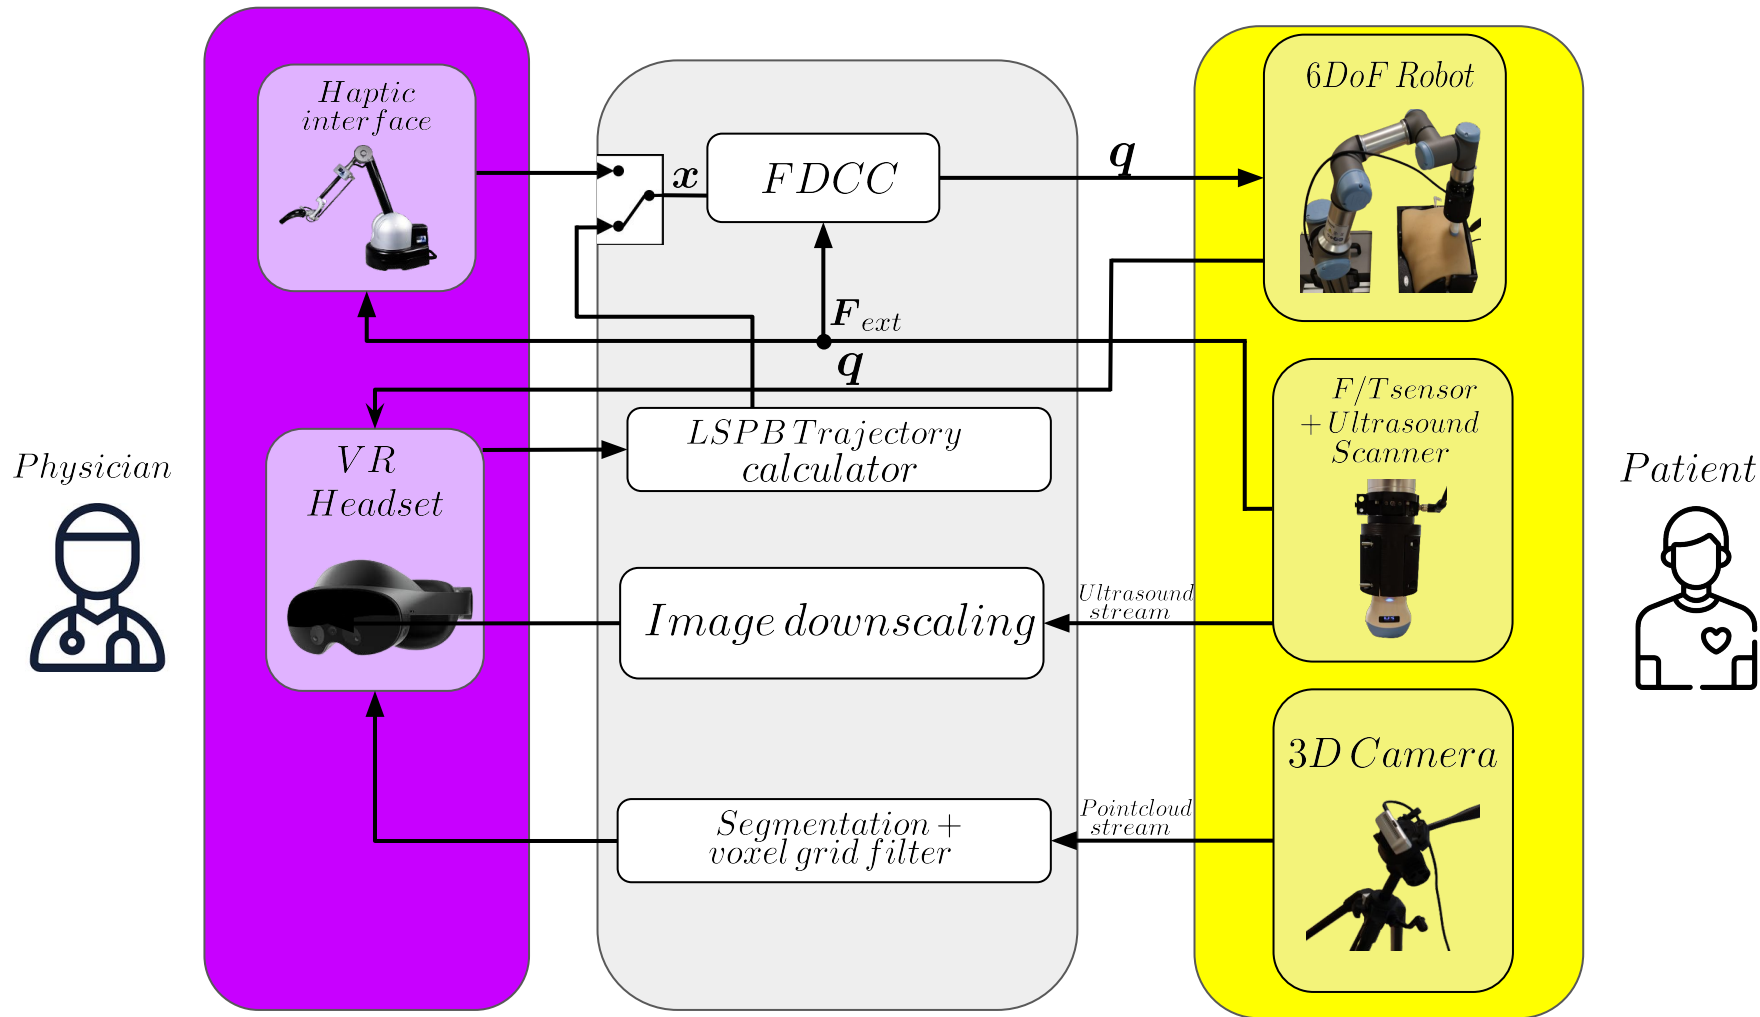 Haptic
interface
6DoF Robot
x
FDCC
q
F ext
q
F/T sensor
+ Ultrasound
Scanner
LSPB Trajectory
calculator
Physician
VR
Headset
Patient
Ultrasound
stream
Image downscaling
3D Camera
Pointcloud
stream
Segmentation +
voxel grid filter